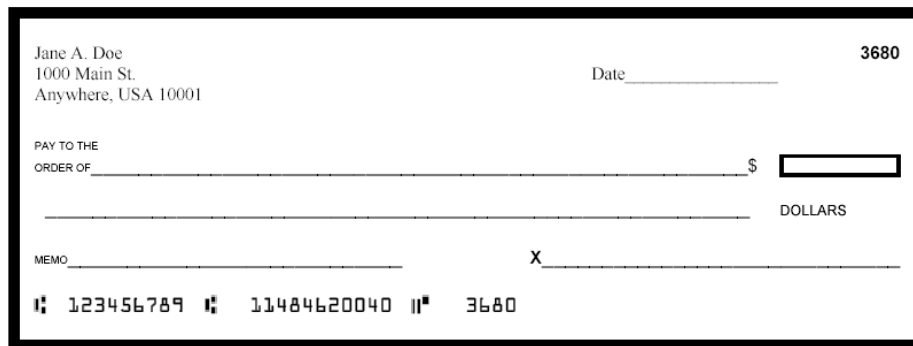 Jane A. Doe 3680
1000 Main St. Date
Anywhere, USA 10001
PAY TO THE
ORDER OF $
DOLLARS
MEMO X
⑆ 123456789 ⑆ 11484620040 ⑈ 3680